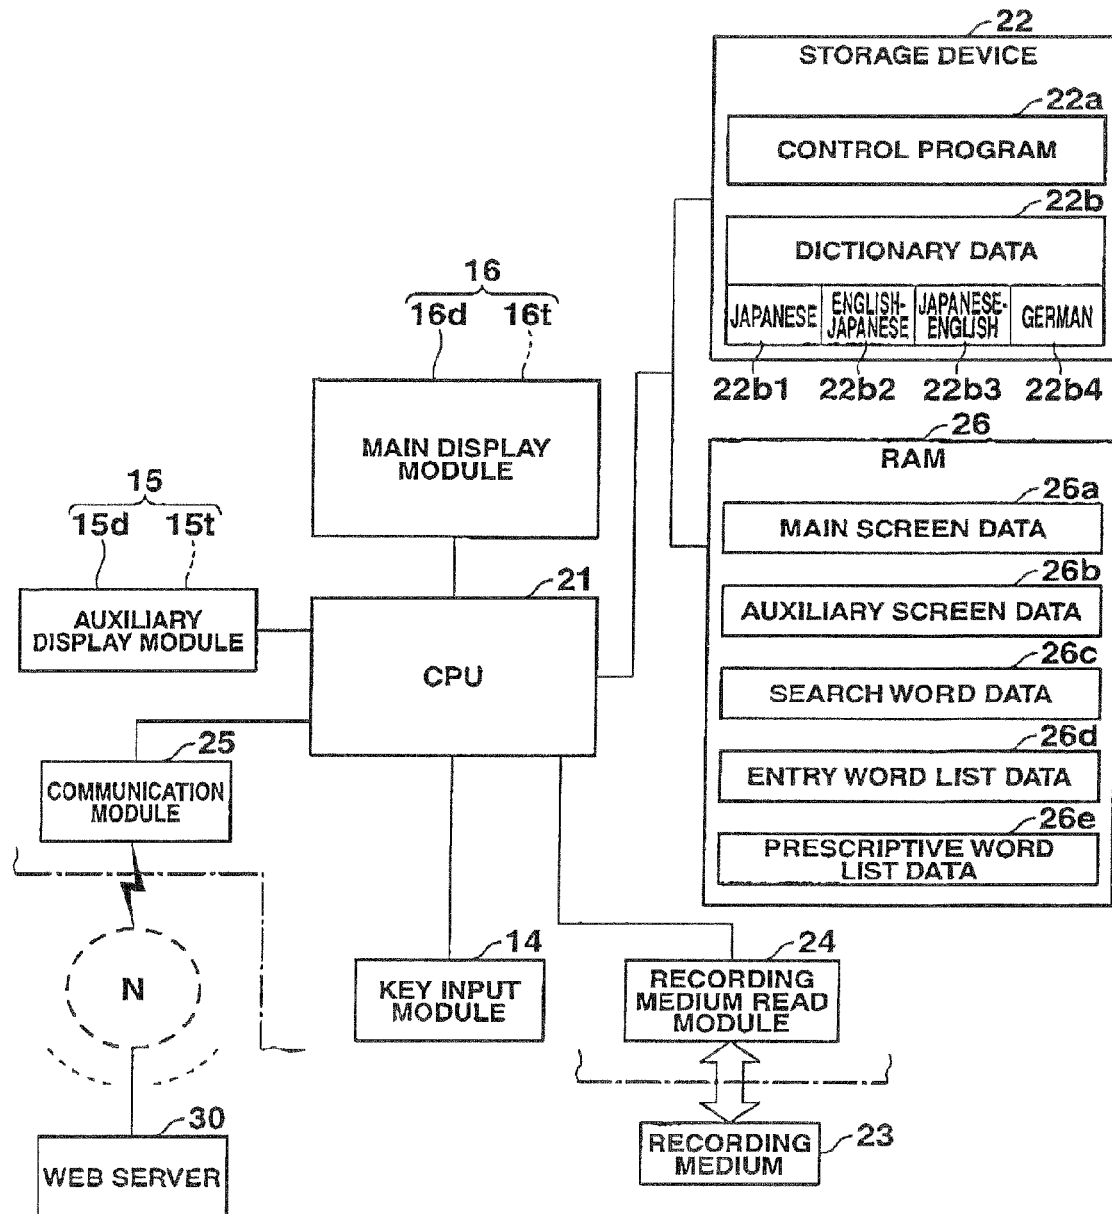 22
STORAGE DEVICE
22a
CONTROL PROGRAM
22b
DICTIONARY DATA
JAPANESE
ENGLISH-
JAPANESE
JAPANESE-
ENGLISH
GERMAN
22b1
22b2
22b3
22b4
16
16d
16t
MAIN DISPLAY
MODULE
26
RAM
26a
MAIN SCREEN DATA
26b
AUXILIARY SCREEN DATA
26c
SEARCH WORD DATA
26d
ENTRY WORD LIST DATA
26e
PRESCRIPTIVE WORD
LIST DATA
15
15d
15t
AUXILIARY
DISPLAY MODULE
21
CPU
25
COMMUNICATION
MODULE
N
14
KEY INPUT
MODULE
24
RECORDING
MEDIUM READ
MODULE
30
WEB SERVER
23
RECORDING
MEDIUM